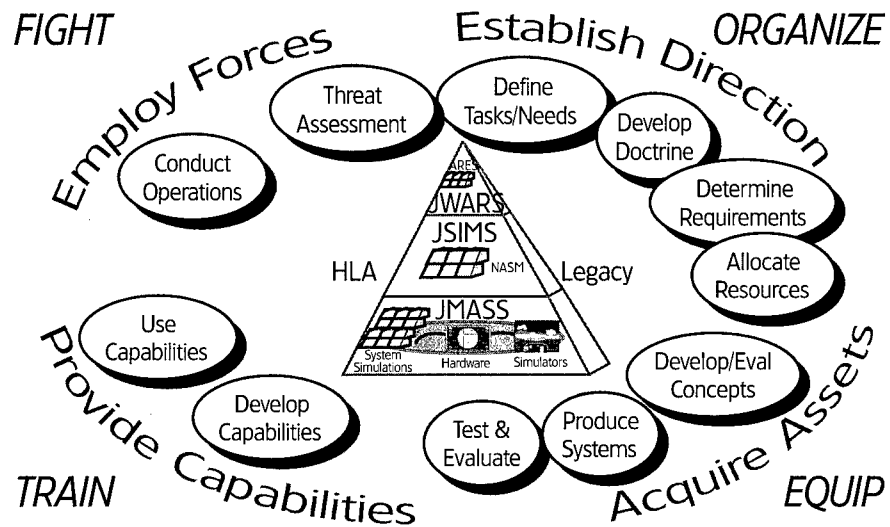 FIGHT
ORGANIZE
Employ Forces
Establish Direction
Threat
Assessment
Define
Tasks/Needs
Develop
Doctrine
Conduct
Operations
Determine
Requirements
Allocate
Resources
ARES
JWARS
JSIMS
NASM
HLA
Legacy
JMASS
System
Simulations
Hardware
Simulators
Use
Capabilities
Develop
Capabilities
Develop/Eval
Concepts
Test &
Evaluate
Produce
Systems
Provide Capabilities
Acquire Assets
TRAIN
EQUIP